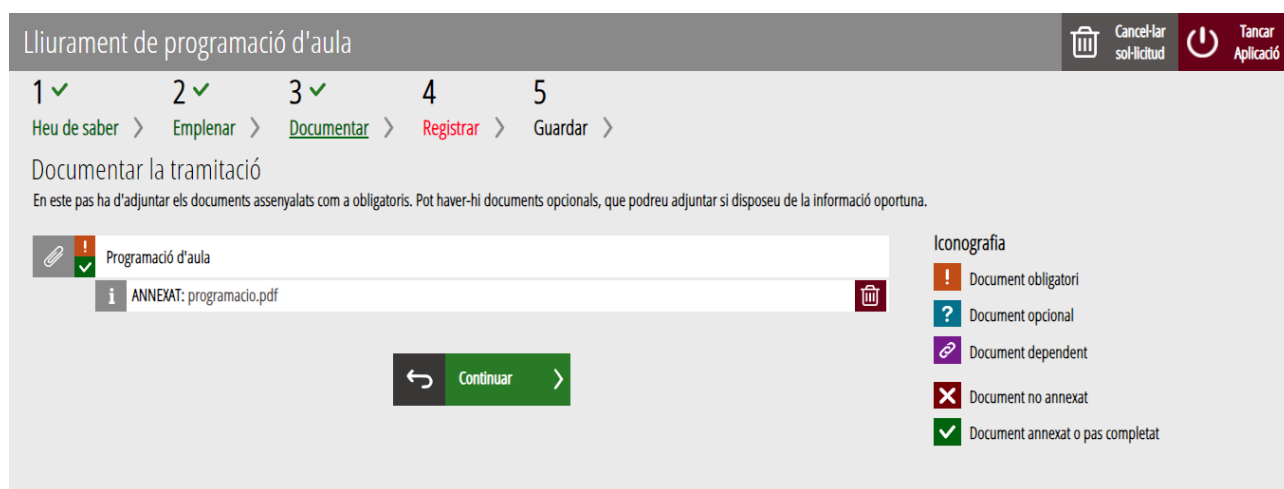 Lliurament de programació d'aula
Cancel·lar
sol·licitud
Tancar
Aplicació
1
2
3
4
5
Heu de saber
Emplenar
Documentar
Registrar
Guardar
Documentar la tramitació
En este pas ha d'adjuntar els documents assenyalats com a obligatoris. Pot haver-hi documents opcionals, que podreu adjuntar si disposeu de la informació oportuna.
Programació d'aula
ANNEXAT: programacio.pdf
Continuar
Iconografia
Document obligatori
Document opcional
Document dependent
Document no annexat
Document annexat o pas completat